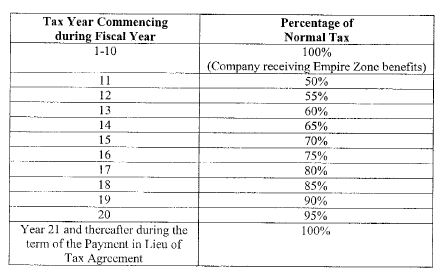 Tax Year Commencing Percentage of
during Fiscal Year Normal Tax
1-10 100%
(Company receiving Empire Zone benefits)
11 50%
12 55%
13 60%
14 65%
15 70%
16 75%
17 80%
18 85%
19 90%
20 95%
Year 21 and thereafter during the 100%
term of the Payment in Lieu of
Tax Agreement